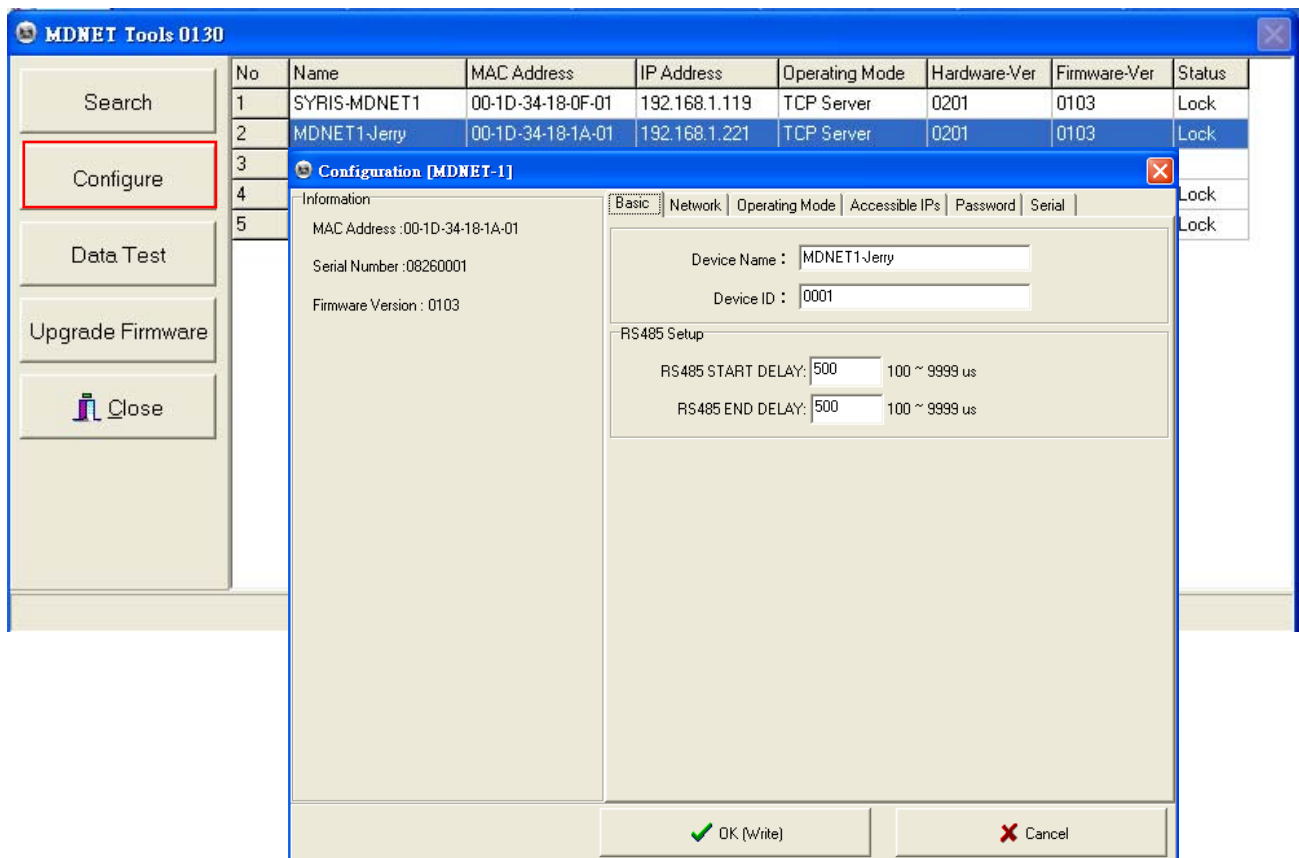 MDNET Tools 0130
Search
Configure
Data Test
Upgrade Firmware
Close
No Name MAC Address IP Address Operating Mode Hardware-Ver Firmware-Ver Status
1 SYRIS-MDNET1 00-1D-34-18-0F-01 192.168.1.119 TCP Server 0201 0103 Lock
2 MDNET1-Jerry 00-1D-34-18-1A-01 192.168.1.221 TCP Server 0201 0103 Lock
3
4 Lock
5 Lock
Configuration [MDNET-1]
Information
MAC Address :00-1D-34-18-1A-01
Serial Number :08260001
Firmware Version : 0103
Basic Network Operating Mode Accessible IPs Password Serial
Device Name： MDNET1-Jerry
Device ID： 0001
RS485 Setup
RS485 START DELAY: 500 100 ~ 9999 us
RS485 END DELAY: 500 100 ~ 9999 us
OK (Write) Cancel